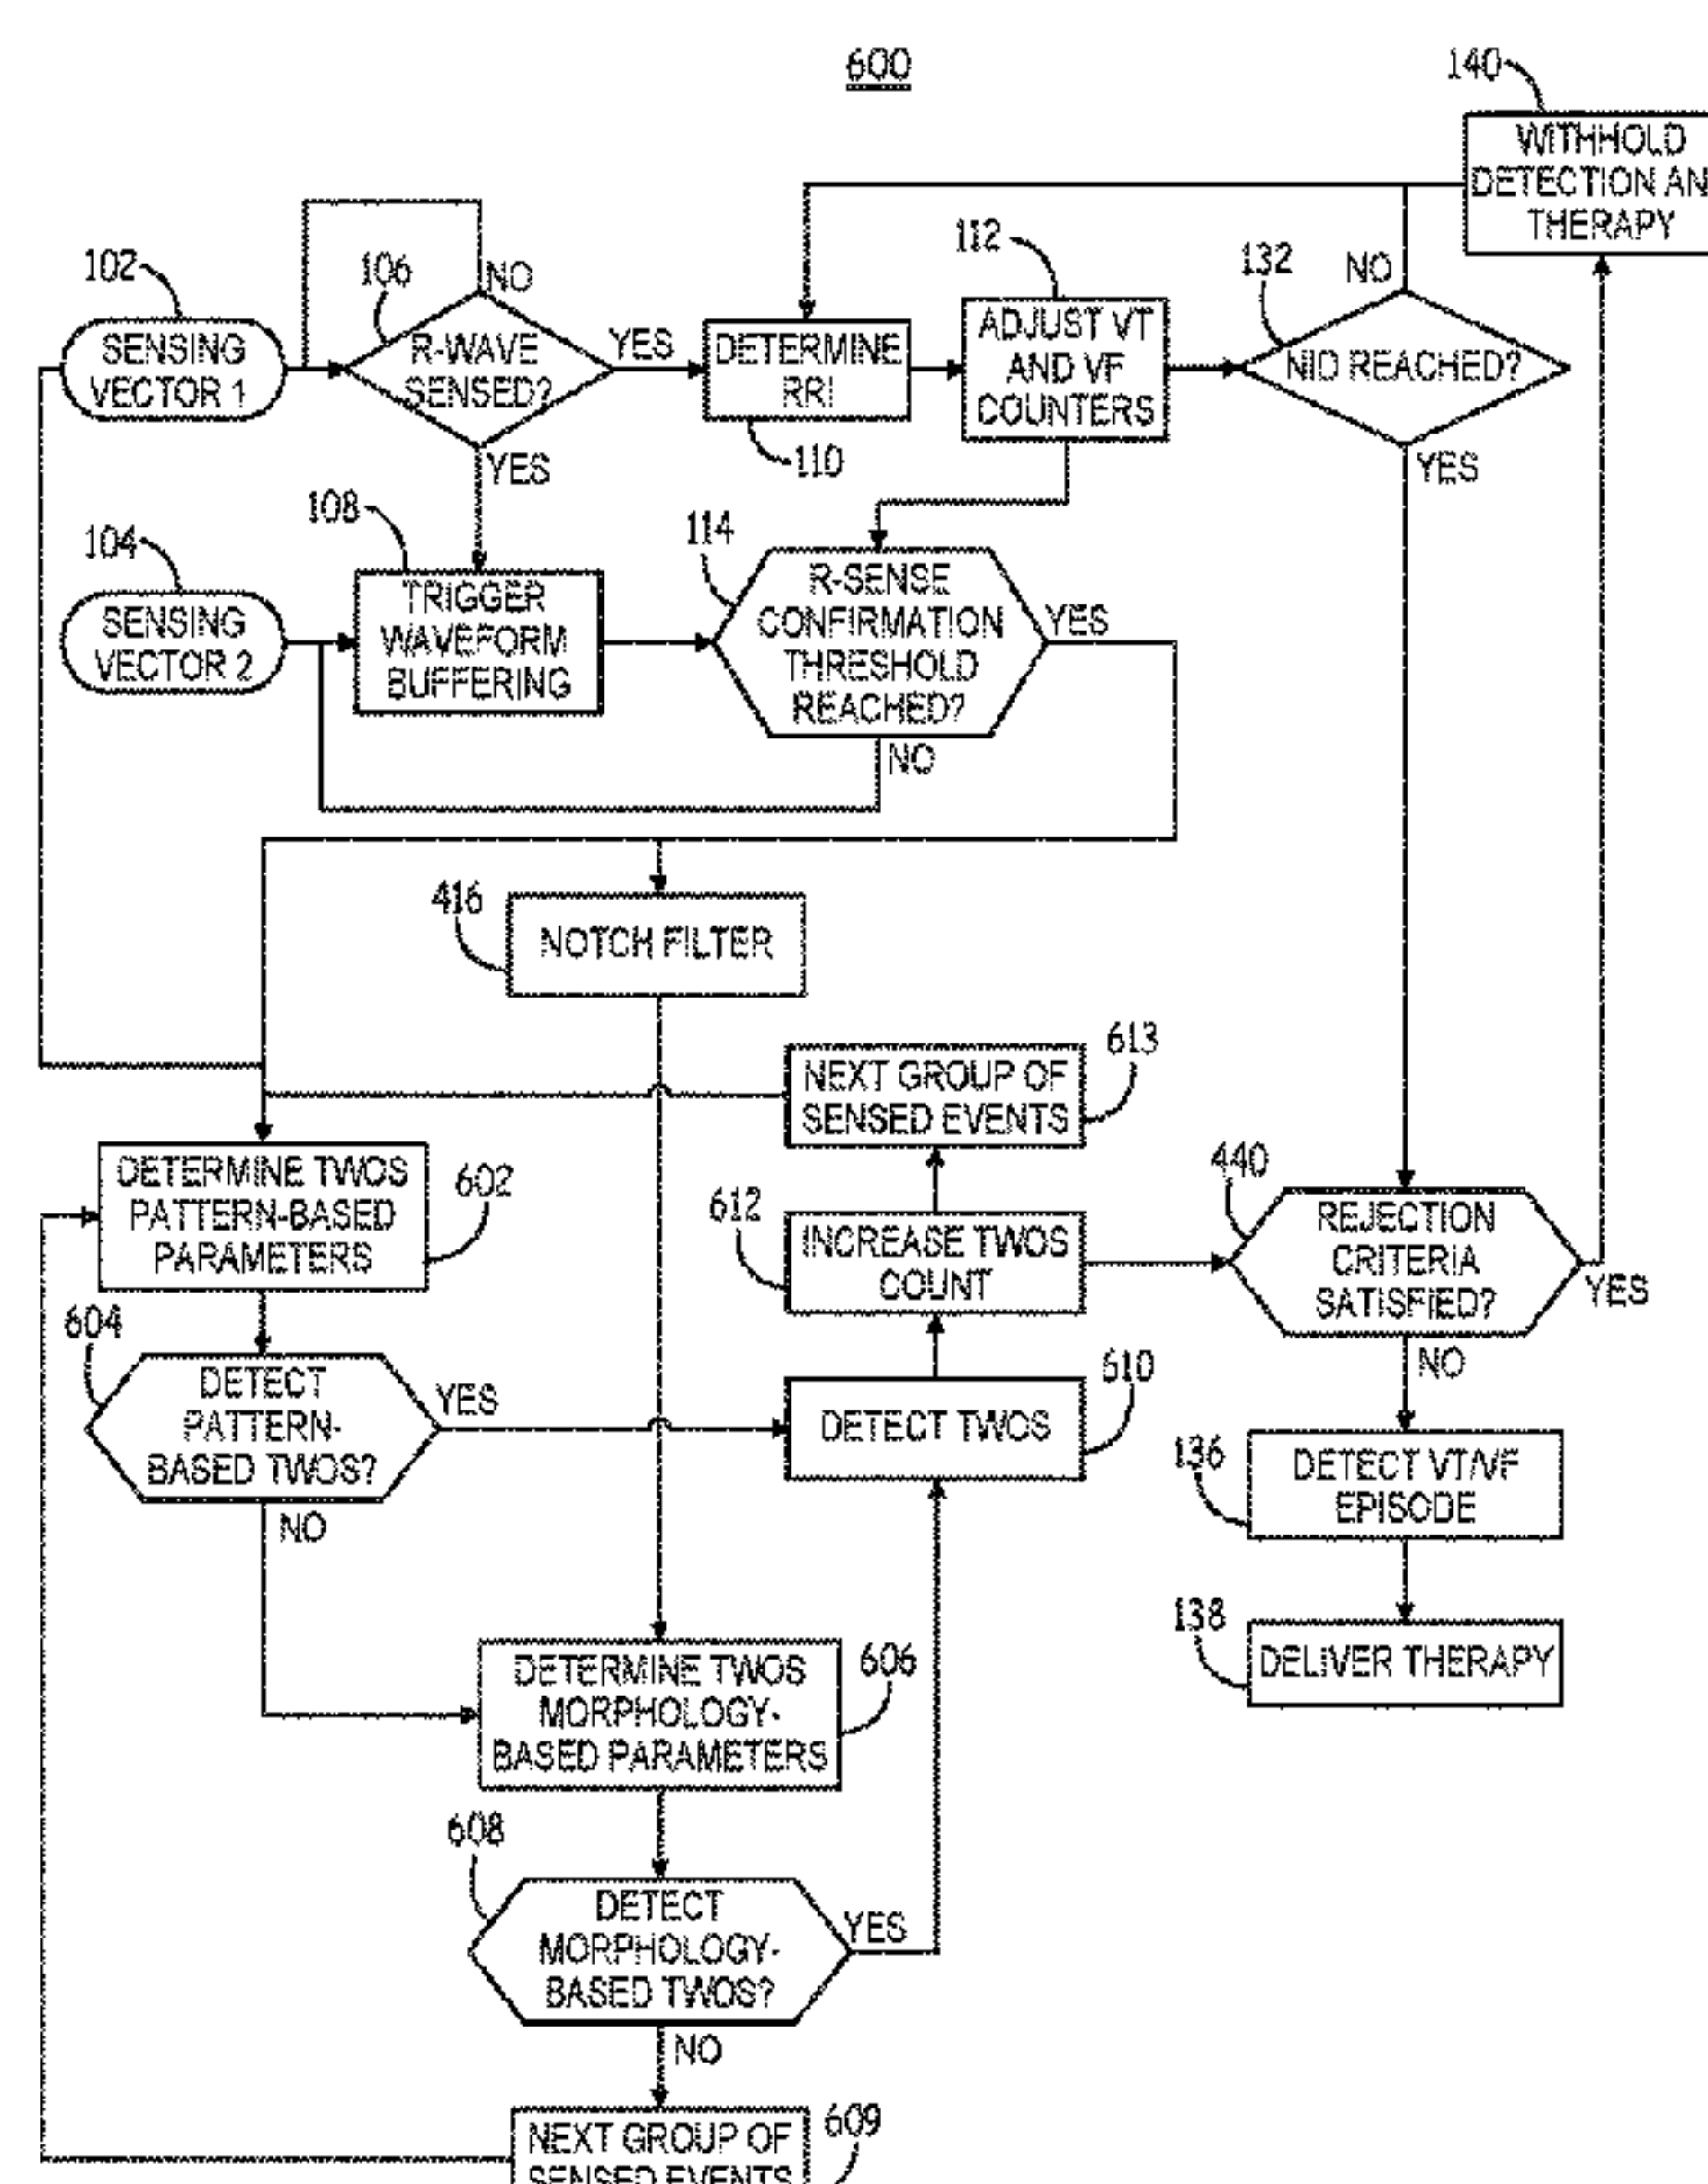 600
140
WITHHOLD
DETECTION AN
THERAPY
102
SENSING
VECTOR 1
106
R-WAVE
SENSED?
NO
YES
YES
DETERMINE
RRI
110
112
ADJUST VT
AND VF
COUNTERS
132
NID REACHED?
NO
YES
104
SENSING
VECTOR 2
108
TRIGGER
WAVEFORM
BUFFERING
114
R-SENSE
CONFIRMATION
THRESHOLD
REACHED?
YES
NO
416
NOTCH FILTER
613
NEXT GROUP OF
SENSED EVENTS
DETERMINE TWOS
PATTERN-BASED
PARAMETERS
602
612
INCREASE TWOS
COUNT
440
REJECTION
CRITERIA
SATISFIED?
YES
NO
604
DETECT
PATTERN-
BASED TWOS?
YES
NO
DETECT TWOS
610
136
DETECT VT/VF
EPISODE
138
DELIVER THERAPY
DETERMINE TWOS
MORPHOLOGY-
BASED PARAMETERS
606
608
DETECT
MORPHOLOGY-
BASED TWOS?
YES
NO
NEXT GROUP OF
SENSED EVENTS
609